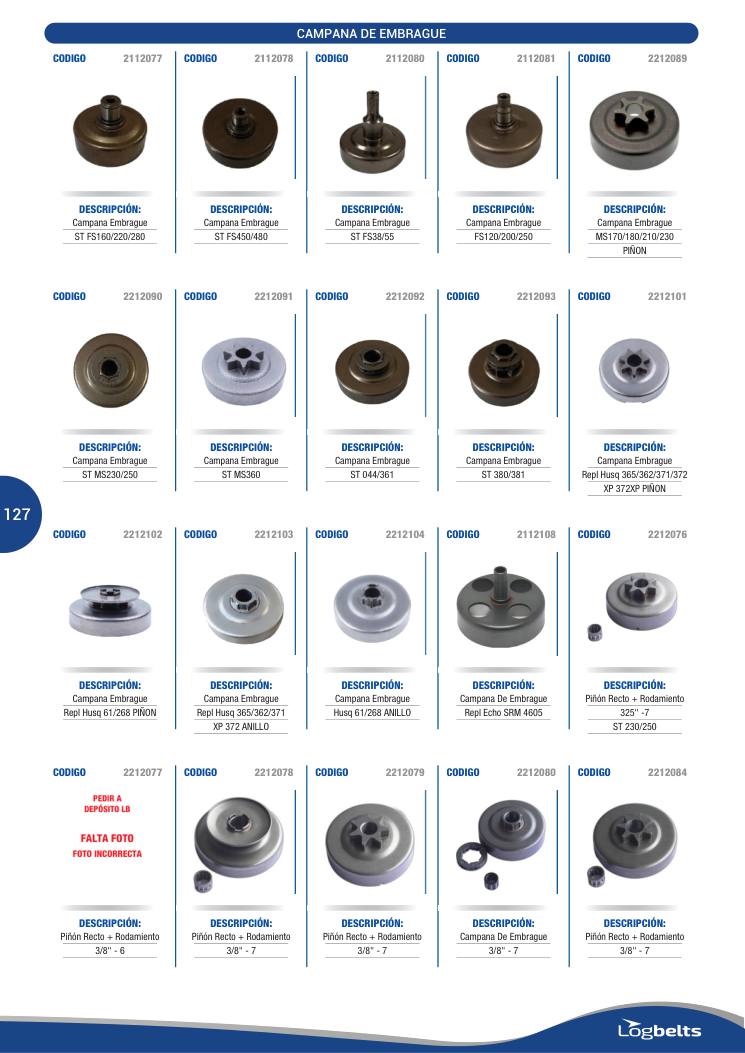 CAMPANA DE EMBRAGUE
CODIGO 2112077
DESCRIPCIÓN:
Campana Embrague
ST FS160/220/280
CODIGO 2112078
DESCRIPCIÓN:
Campana Embrague
ST FS450/480
CODIGO 2112080
DESCRIPCIÓN:
Campana Embrague
ST FS38/55
CODIGO 2112081
DESCRIPCIÓN:
Campana Embrague
FS120/200/250
CODIGO 2212089
DESCRIPCIÓN:
Campana Embrague
MS170/180/210/230
PIÑON
CODIGO 2212090
DESCRIPCIÓN:
Campana Embrague
ST MS230/250
CODIGO 2212091
DESCRIPCIÓN:
Campana Embrague
ST MS360
CODIGO 2212092
DESCRIPCIÓN:
Campana Embrague
ST 044/361
CODIGO 2212093
DESCRIPCIÓN:
Campana Embrague
ST 380/381
CODIGO 2212101
DESCRIPCIÓN:
Campana Embrague
Repl Husq 365/362/371/372
XP 372XP PIÑON
127
CODIGO 2212102
DESCRIPCIÓN:
Campana Embrague
Repl Husq 61/268 PIÑON
CODIGO 2212103
DESCRIPCIÓN:
Campana Embrague
Repl Husq 365/362/371
XP 372 ANILLO
CODIGO 2212104
DESCRIPCIÓN:
Campana Embrague
Husq 61/268 ANILLO
CODIGO 2112108
DESCRIPCIÓN:
Campana De Embrague
Repl Echo SRM 4605
CODIGO 2212076
DESCRIPCIÓN:
Piñón Recto + Rodamiento
325" -7
ST 230/250
CODIGO 2212077
PEDIR A
DEPÓSITO LB
FALTA FOTO
FOTO INCORRECTA
DESCRIPCIÓN:
Piñón Recto + Rodamiento
3/8" - 6
CODIGO 2212078
DESCRIPCIÓN:
Piñón Recto + Rodamiento
3/8" - 7
CODIGO 2212079
DESCRIPCIÓN:
Piñón Recto + Rodamiento
3/8" - 7
CODIGO 2212080
DESCRIPCIÓN:
Campana De Embrague
3/8" - 7
CODIGO 2212084
DESCRIPCIÓN:
Piñón Recto + Rodamiento
3/8" - 7
Logbelts